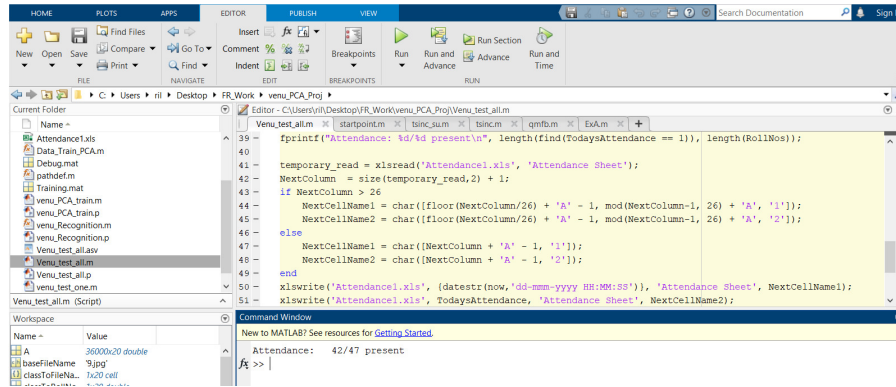 HOME PLOTS APPS EDITOR PUBLISH VIEW
Search Documentation
Sign
New Open Save
Find Files
Compare
Print
Go To
Find
Insert fx
Comment
Indent
Breakpoints
Run
Run and Advance
Run Section
Advance
Run and Time
FILE NAVIGATE EDIT BREAKPOINTS RUN
C: Users ril Desktop FR_Work venu_PCA_Proj
Current Folder
Name
Attendance1.xls
Data_Train_PCA.m
Debug.mat
pathdef.m
Training.mat
venu_PCA_train.m
venu_PCA_train.p
venu_Recognition.m
venu_Recognition.p
Venu_test_all.asv
Venu_test_all.m
Venu_test_all.p
venu_test_one.m
Venu_test_all.m (Script)
Workspace
Name Value
A 36000x20 double
baseFileName '9.jpg'
classToFileNa... 1x20 cell
Editor - C:\Users\ril\Desktop\FR_Work\venu_PCA_Proj\Venu_test_all.m
Venu_test_all.m startpoint.m tsinc_su.m tsinc.m qmfb.m ExA.m +
39 - fprintf("Attendance: %d/%d present\n", length(find(TodaysAttendance == 1)), length(RollNos));
40
41 - temporary_read = xlsread('Attendance1.xls', 'Attendance Sheet');
42 - NextColumn = size(temporary_read,2) + 1;
43 - if NextColumn > 26
44 - NextCellName1 = char([floor(NextColumn/26) + 'A' - 1, mod(NextColumn-1, 26) + 'A', '1']);
45 - NextCellName2 = char([floor(NextColumn/26) + 'A' - 1, mod(NextColumn-1, 26) + 'A', '2']);
46 - else
47 - NextCellName1 = char([NextColumn + 'A' - 1, '1']);
48 - NextCellName2 = char([NextColumn + 'A' - 1, '2']);
49 - end
50 - xlswrite('Attendance1.xls', {datestr(now,'dd-mmm-yyyy HH:MM:SS')}, 'Attendance Sheet', NextCellName1);
51 - xlswrite('Attendance1.xls', TodaysAttendance, 'Attendance Sheet', NextCellName2);
Command Window
New to MATLAB? See resources for Getting Started.
Attendance: 42/47 present
fx >>